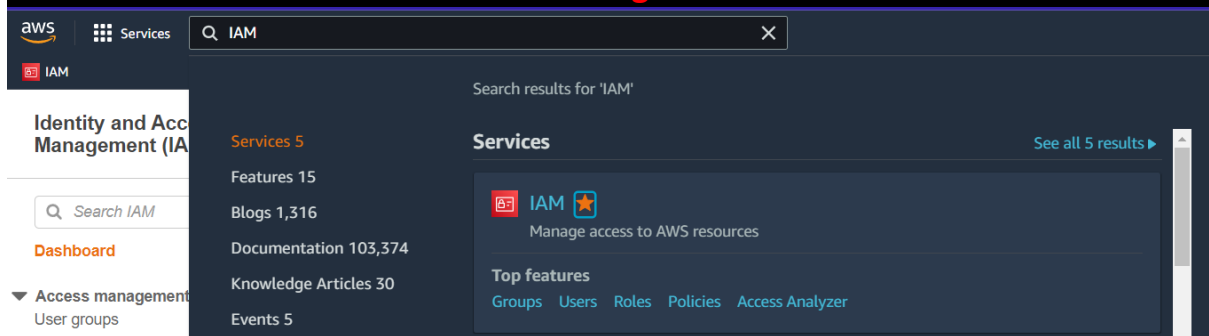 aws
Services
IAM
IAM
Search results for 'IAM'
Identity and Acc
Management (IA
Services 5
Services
See all 5 results
Features 15
IAM
Search IAM
Blogs 1,316
Manage access to AWS resources
Dashboard
Documentation 103,374
Top features
Knowledge Articles 30
Groups Users Roles Policies Access Analyzer
Access management
User groups
Events 5